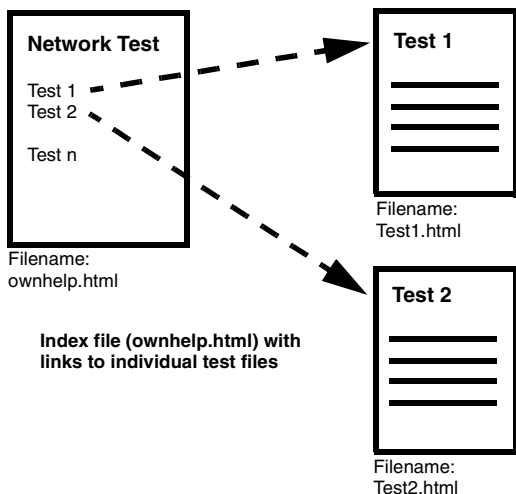 Network Test
Test 1
Test 2
Test n
Filename:
ownhelp.html
Test 1
Filename:
Test1.html
Test 2
Filename:
Test2.html
Index file (ownhelp.html) with
links to individual test files